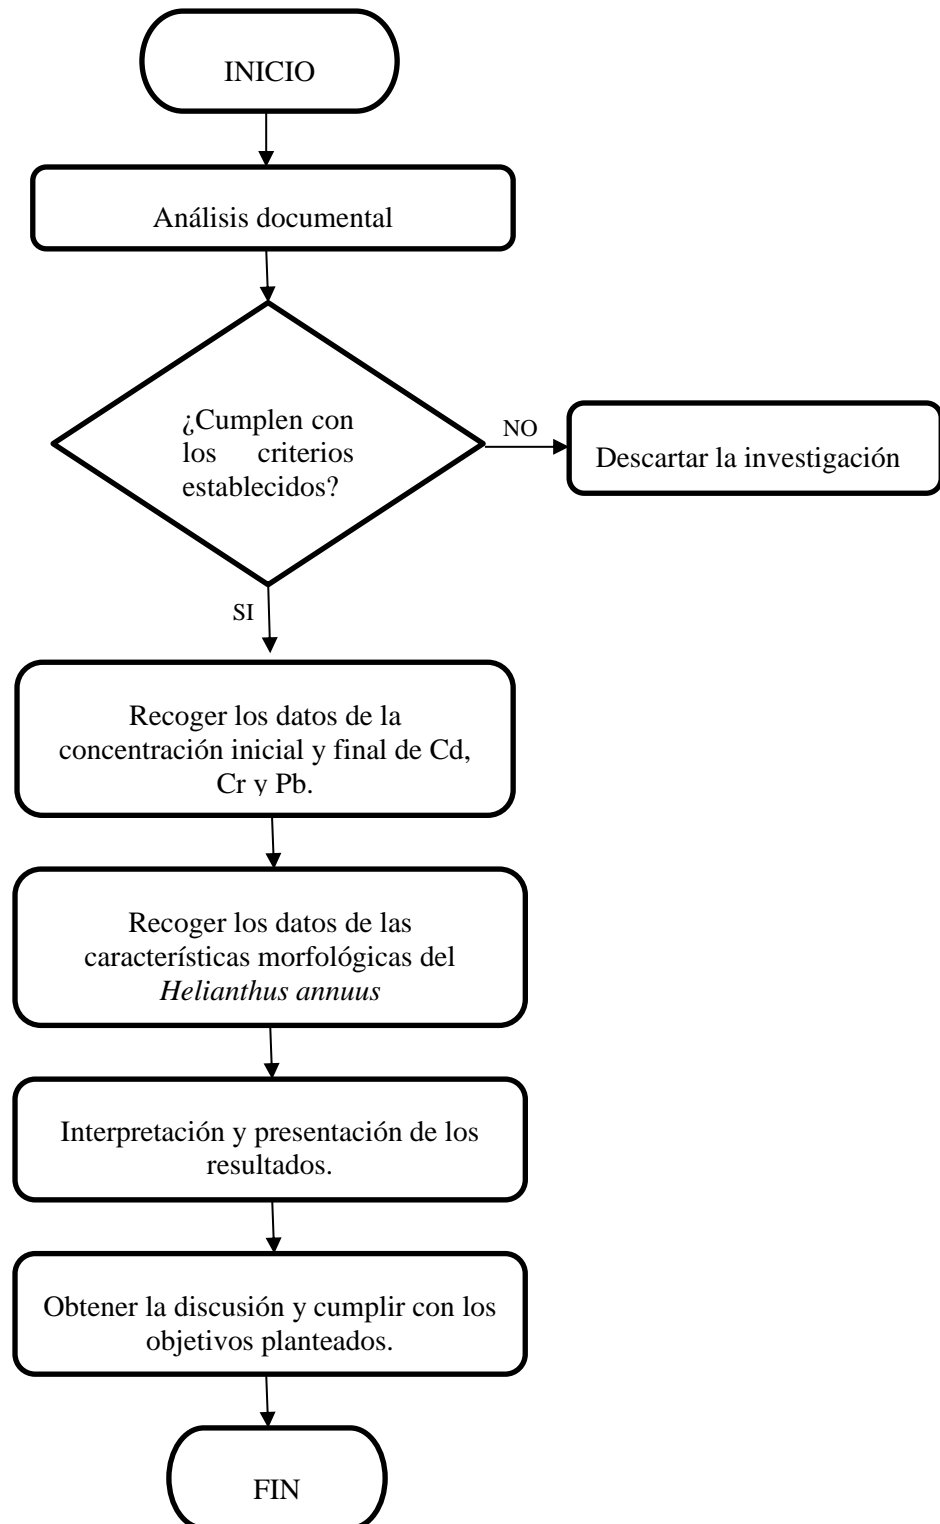 INICIO
Análisis documental
¿Cumplen con
los criterios
establecidos?
NO
Descartar la investigación
SI
Recoger los datos de la
concentración inicial y final de Cd,
Cr y Pb.
Recoger los datos de las
características morfológicas del
Helianthus annuus
Interpretación y presentación de los
resultados.
Obtener la discusión y cumplir con los
objetivos planteados.
FIN